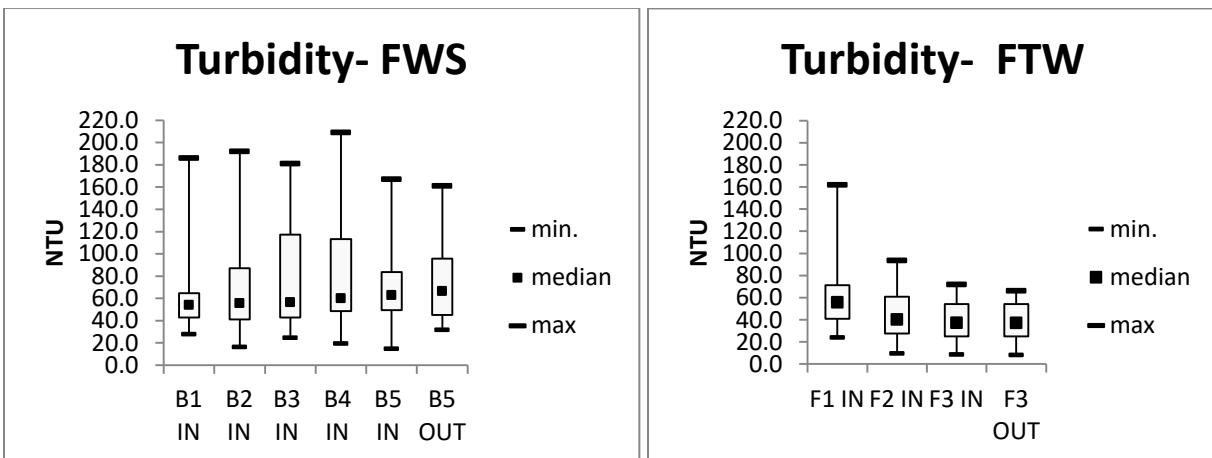 Turbidity- FWS
220.0
200.0
180.0
160.0
140.0
120.0
100.0
80.0
60.0
40.0
20.0
0.0
NTU
B1 IN
B2 IN
B3 IN
B4 IN
B5 IN
B5 OUT
min.
median
max
Turbidity- FTW
220.0
200.0
180.0
160.0
140.0
120.0
100.0
80.0
60.0
40.0
20.0
0.0
NTU
F1 IN
F2 IN
F3 IN
F3 OUT
min.
median
max